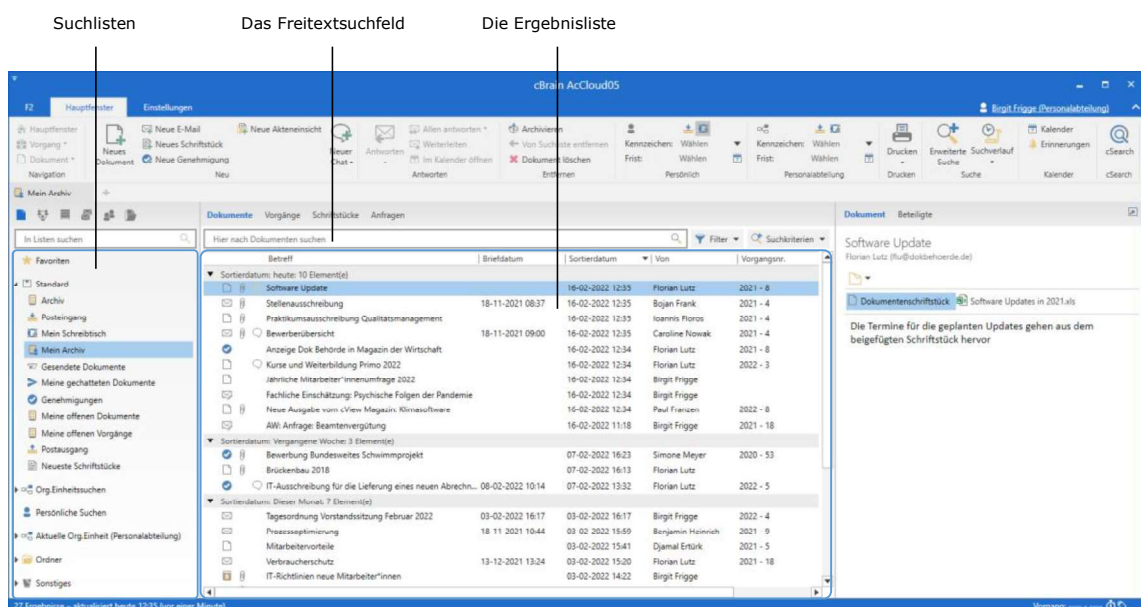 Suchlisten Das Freitextsuchfeld Die Ergebnisliste
cBrain AcCloud05
F2 Hauptfenster Einstellungen Birgit Frigge (Personalabteilung)
Hauptfenster Neue E-Mail Neue Akteneinsicht Allen antworten Archivieren Kalender
Vorgang Neues Schriftstück Weiterleiten Von Suchliste entfernen Kennzeichen: Wählen Kennzeichen: Wählen Erinnerungen
Dokument Neues Dokument Neue Genehmigung Neuer Chat Antworten Im Kalender öffnen Dokument löschen Frist: Wählen Frist: Wählen Drucken Erweiterte Suche Suchverlauf cSearch
Navigation Neu Antworten Entfernen Persönlich Personalabteilung Drucken Suche Kalender cSearch
Mein Archiv
In Listen suchen
Favoriten
Standard
Archiv
Posteingang
Mein Schreibtisch
Mein Archiv
Gesendete Dokumente
Meine gechatteten Dokumente
Genehmigungen
Meine offenen Dokumente
Meine offenen Vorgänge
Postausgang
Neueste Schriftstücke
Org.Einheitssuchen
Persönliche Suchen
Aktuelle Org.Einheit (Personalabteilung)
Ordner
Sonstiges
Dokumente Vorgänge Schriftstücke Anfragen
Hier nach Dokumenten suchen Filter Suchkriterien
Betreff Briefdatum Sortierdatum Von Vorgangsnr.
Sortierdatum: heute: 10 Element(e)
Software Update 16-02-2022 12:35 Florian Lutz 2021 - 8
Stellenausschreibung 18-11-2021 08:37 16-02-2022 12:35 Bojan Frank 2021 - 4
Praktikumsausschreibung Qualitätsmanagement 16-02-2022 12:35 Ioannis Floros 2021 - 4
Bewerberübersicht 18-11-2021 09:00 16-02-2022 12:35 Caroline Nowak 2021 - 4
Anzeige Dok Behörde in Magazin der Wirtschaft 16-02-2022 12:34 Florian Lutz 2021 - 8
Kurse und Weiterbildung Primo 2022 16-02-2022 12:34 Florian Lutz 2022 - 3
Jährliche Mitarbeiter*innenumfrage 2022 16-02-2022 12:34 Birgit Frigge
Fachliche Einschätzung: Psychische Folgen der Pandemie 16-02-2022 12:34 Birgit Frigge
Neue Ausgabe vom cView Magazin: Klimasoftware 16-02-2022 12:34 Paul Franzen 2022 - 8
AW: Anfrage: Beamtenvergütung 16-02-2022 11:18 Birgit Frigge 2021 - 18
Sortierdatum: Vergangene Woche: 3 Element(e)
Bewerbung Bundesweites Schwimmprojekt 07-02-2022 16:23 Simone Meyer 2020 - 53
Brückenbau 2018 07-02-2022 16:13 Florian Lutz
IT-Ausschreibung für die Lieferung eines neuen Abrechn... 08-02-2022 10:14 07-02-2022 13:32 Florian Lutz 2022 - 5
Sortierdatum: Dieser Monat: 7 Element(e)
Tagesordnung Vorstandssitzung Februar 2022 03-02-2022 16:17 03-02-2022 16:17 Birgit Frigge 2022 - 4
Prozessoptimierung 18-11-2021 10:44 03-02-2022 15:59 Benjamin Heinrich 2021 - 9
Mitarbeitervorteile 03-02-2022 15:41 Djamal Ertürk 2021 - 5
Verbraucherschutz 13-12-2021 13:24 03-02-2022 15:20 Florian Lutz 2021 - 18
IT-Richtlinien neue Mitarbeiter*innen 03-02-2022 14:22 Birgit Frigge
Dokument Beteiligte
Software Update
Florian Lutz (flu@dokbehoerde.de)
Dokumentenschriftstück Software Updates in 2021.xls
Die Termine für die geplanten Updates gehen aus dem
beigefügten Schriftstück hervor
27 Ergebnisse – aktualisiert heute 12:35 (vor einer Minute) Vorgang: